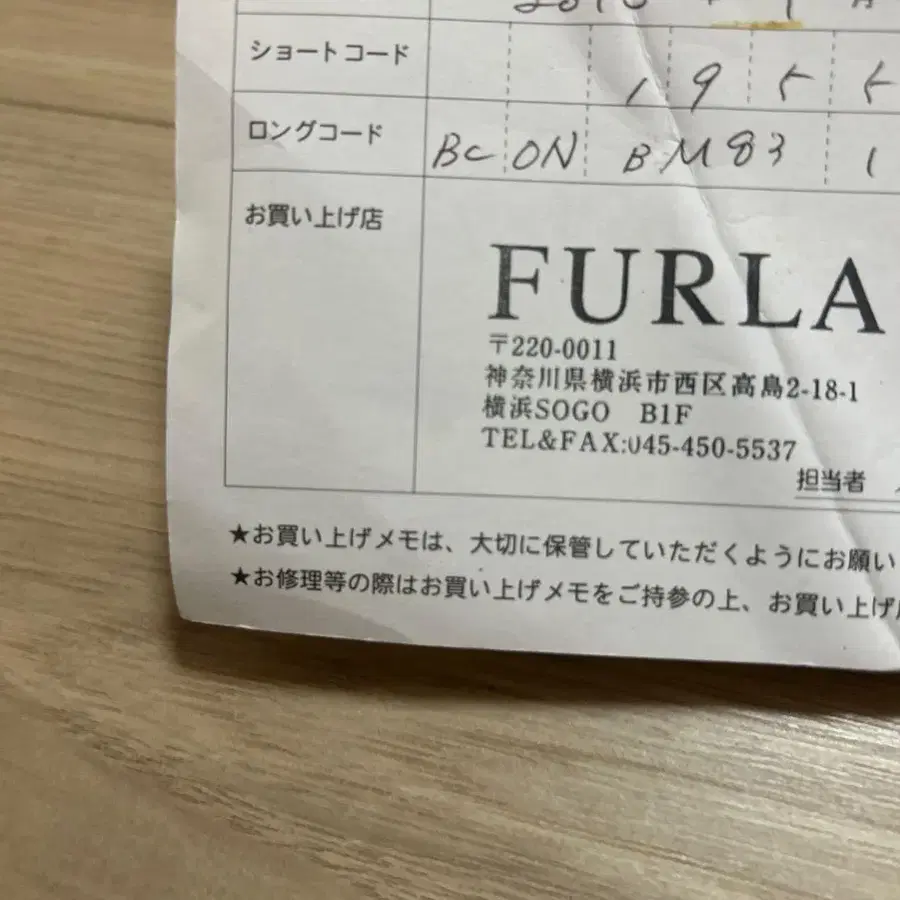 ショートコード 1 9 5 5
ロングコード BC ON BM83 1
お買い上げ店
FURLA
〒220-0011
神奈川県横浜市西区高島2-18-1
横浜SOGO B1F
TEL&FAX:045-450-5537
担当者
★お買い上げメモは、大切に保管していただくようにお願い
★お修理等の際はお買い上げメモをご持参の上、お買い上げ